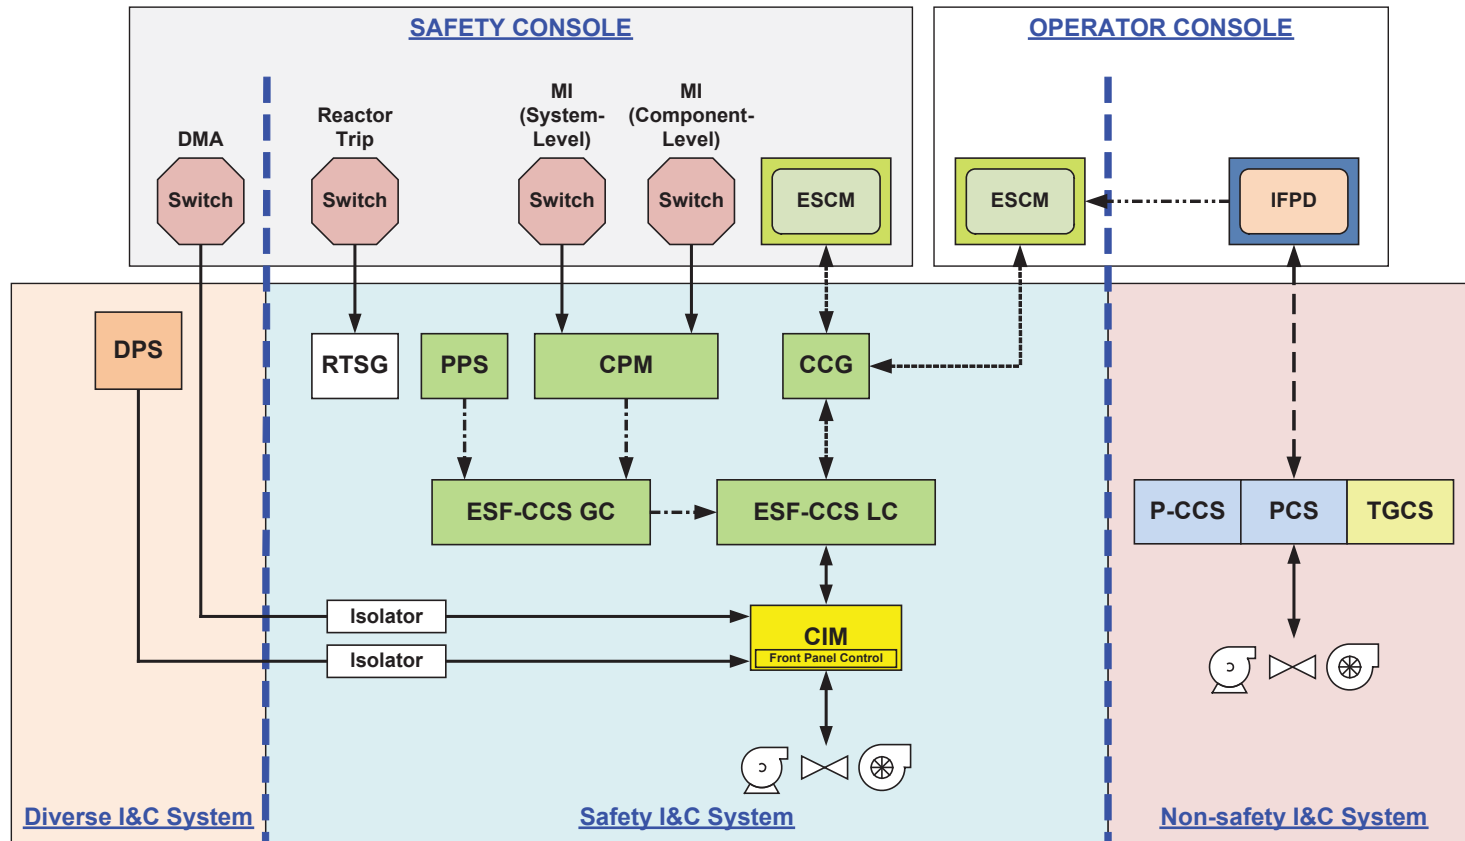 SAFETY CONSOLE
OPERATOR CONSOLE
DMA
Reactor
Trip
MI
(System-
Level)
MI
(Component-
Level)
Switch
Switch
Switch
Switch
ESCM
ESCM
IFPD
DPS
RTSG
PPS
CPM
CCG
ESF-CCS GC
ESF-CCS LC
P-CCS
PCS
TGCS
Isolator
Isolator
CIM
Front Panel Control
C
C
Diverse I&C System
Safety I&C System
Non-safety I&C System